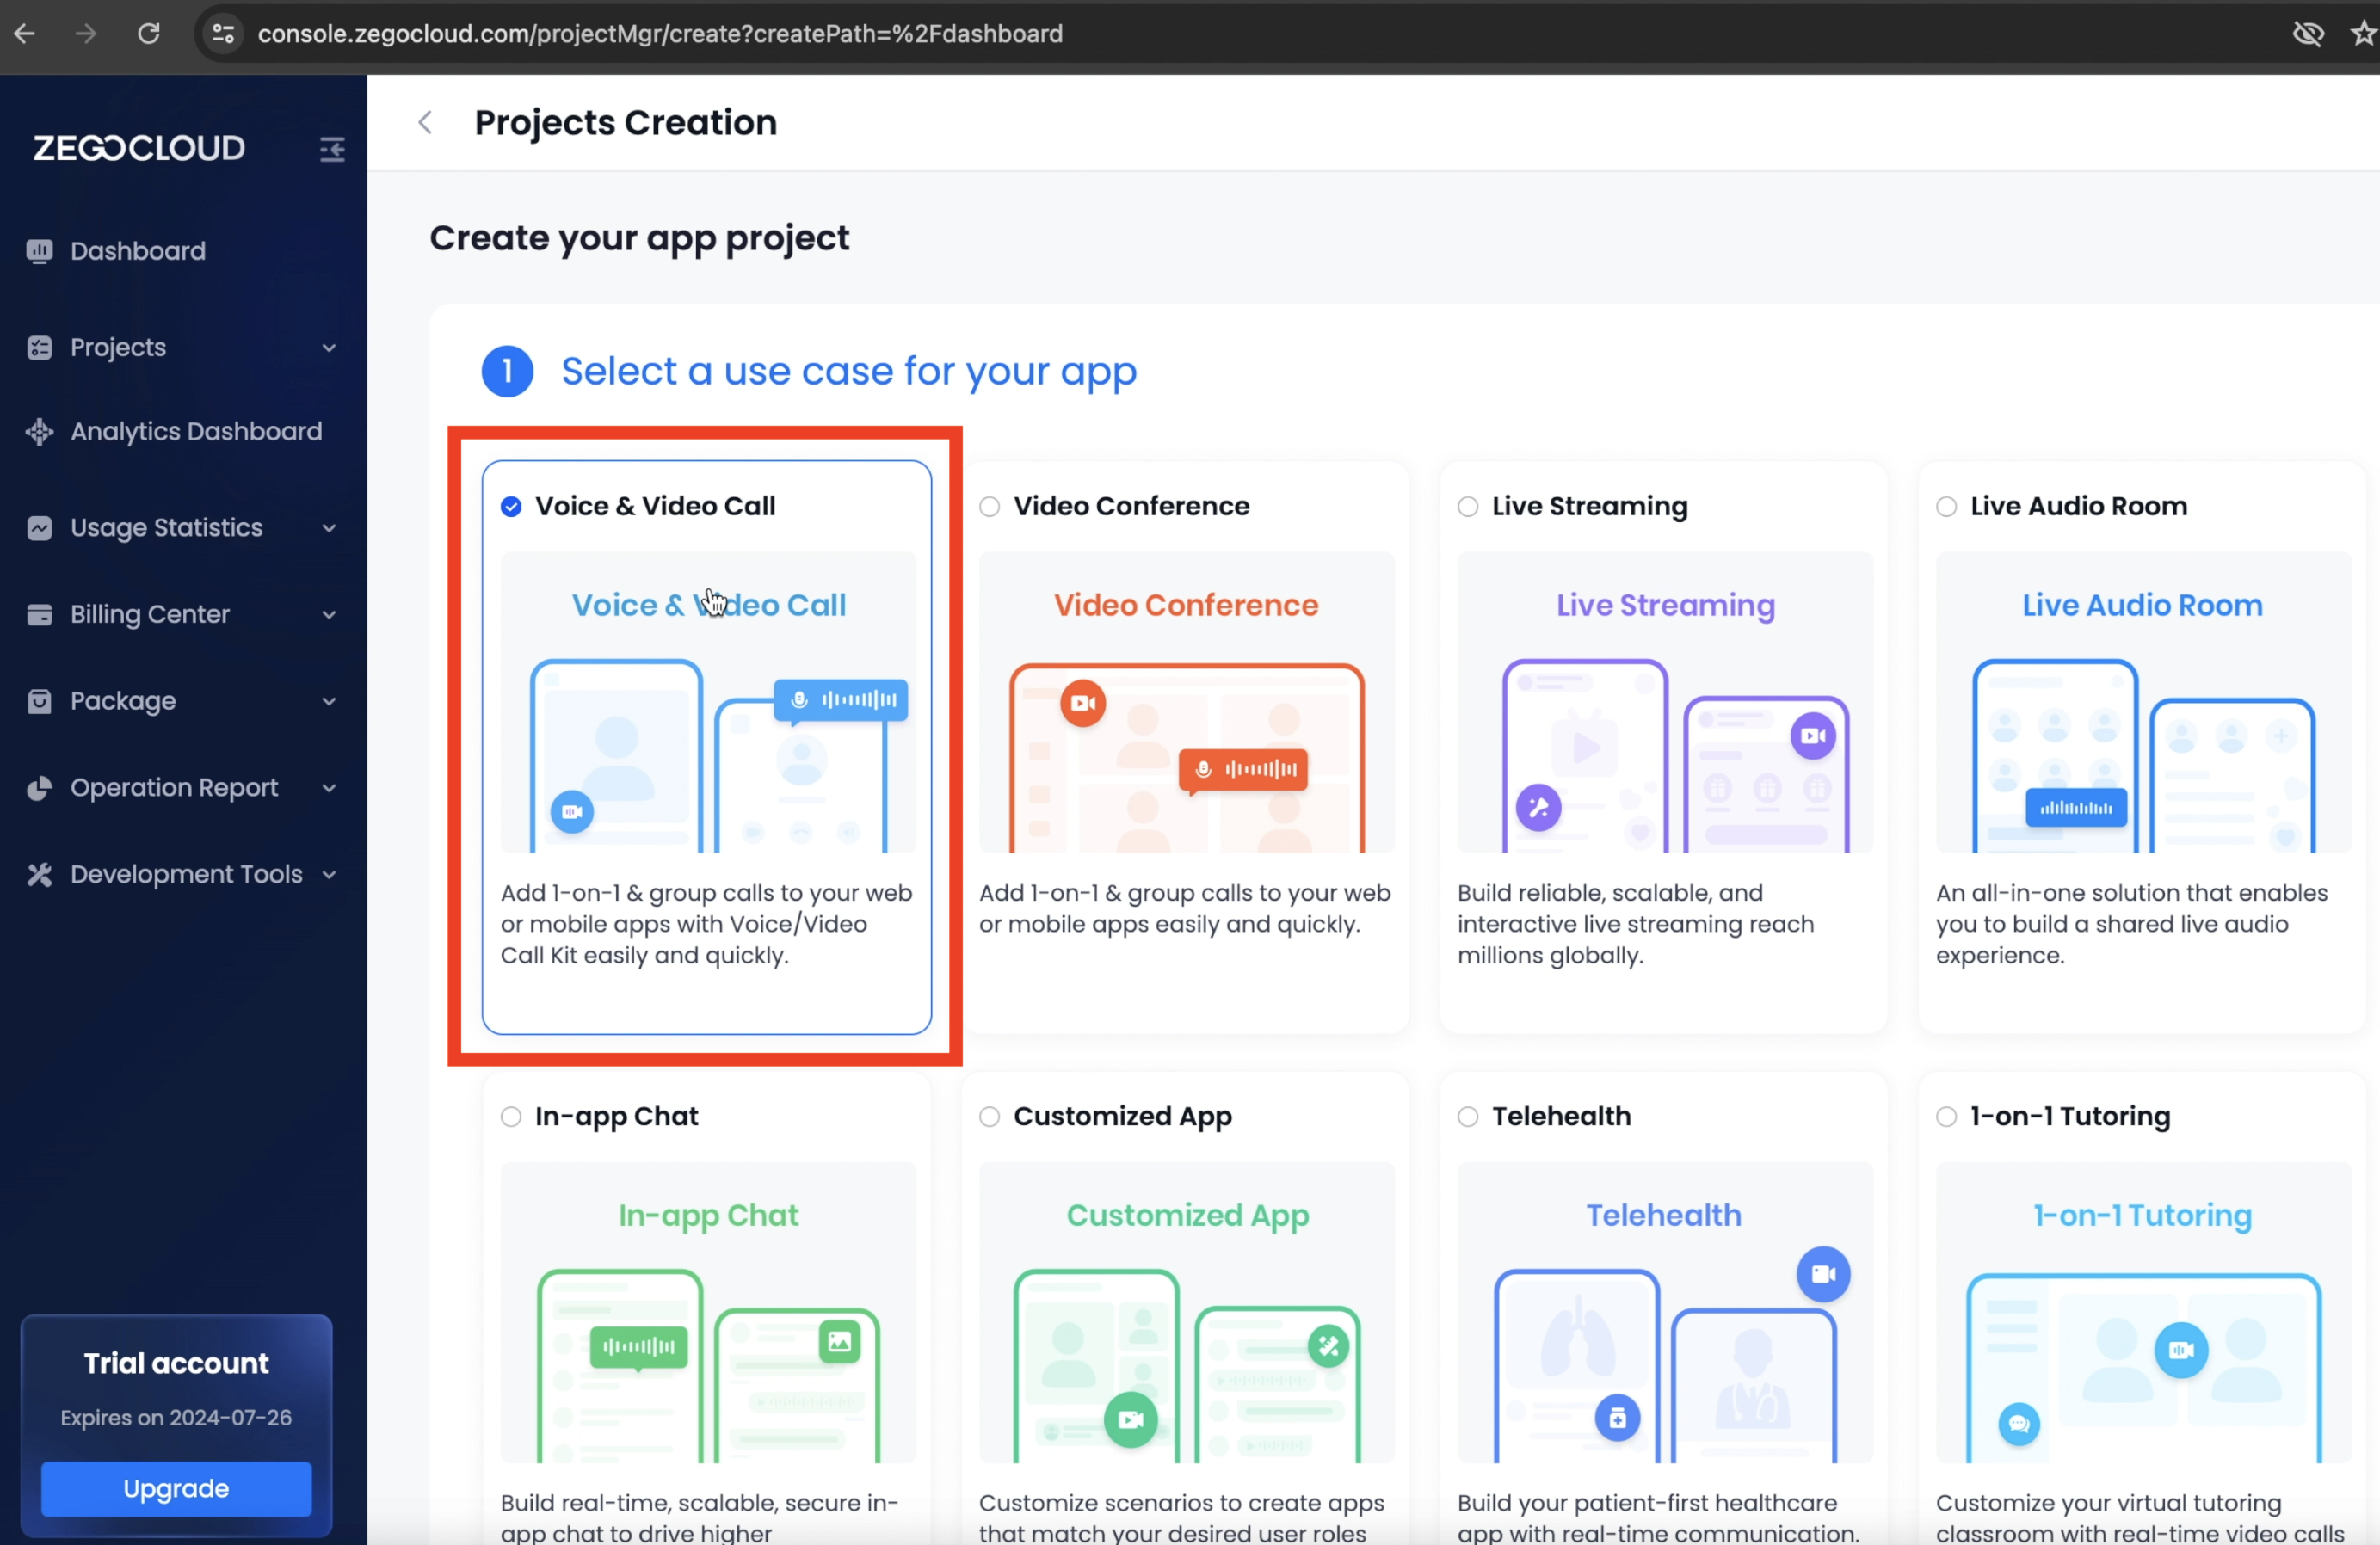 console.zegocloud.com/projectMgr/create?createPath=%2Fdashboard
ZEGOCLOUD
Dashboard
Projects
Analytics Dashboard
Usage Statistics
Billing Center
Package
Operation Report
Development Tools
Trial account
Expires on 2024-07-26
Upgrade
Projects Creation
Create your app project
1 Select a use case for your app
Voice & Video Call
Voice & Video Call
Add 1-on-1 & group calls to your web
or mobile apps with Voice/Video
Call Kit easily and quickly.
Video Conference
Video Conference
Add 1-on-1 & group calls to your web
or mobile apps easily and quickly.
Live Streaming
Live Streaming
Build reliable, scalable, and
interactive live streaming reach
millions globally.
Live Audio Room
Live Audio Room
An all-in-one solution that enables
you to build a shared live audio
experience.
In-app Chat
In-app Chat
Build real-time, scalable, secure in-
app chat to drive higher
Customized App
Customized App
Customize scenarios to create apps
that match your desired user roles
Telehealth
Telehealth
Build your patient-first healthcare
app with real-time communication.
1-on-1 Tutoring
1-on-1 Tutoring
Customize your virtual tutoring
classroom with real-time video calls